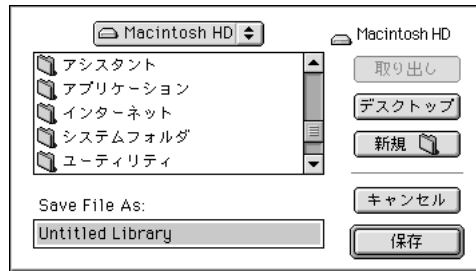 Macintosh HD
アシスタント
アプリケーション
インターネット
システムフォルダ
ユーティリティ
Save File As:
Untitled Library
Macintosh HD
取り出し
デスクトップ
新規
キャンセル
保存